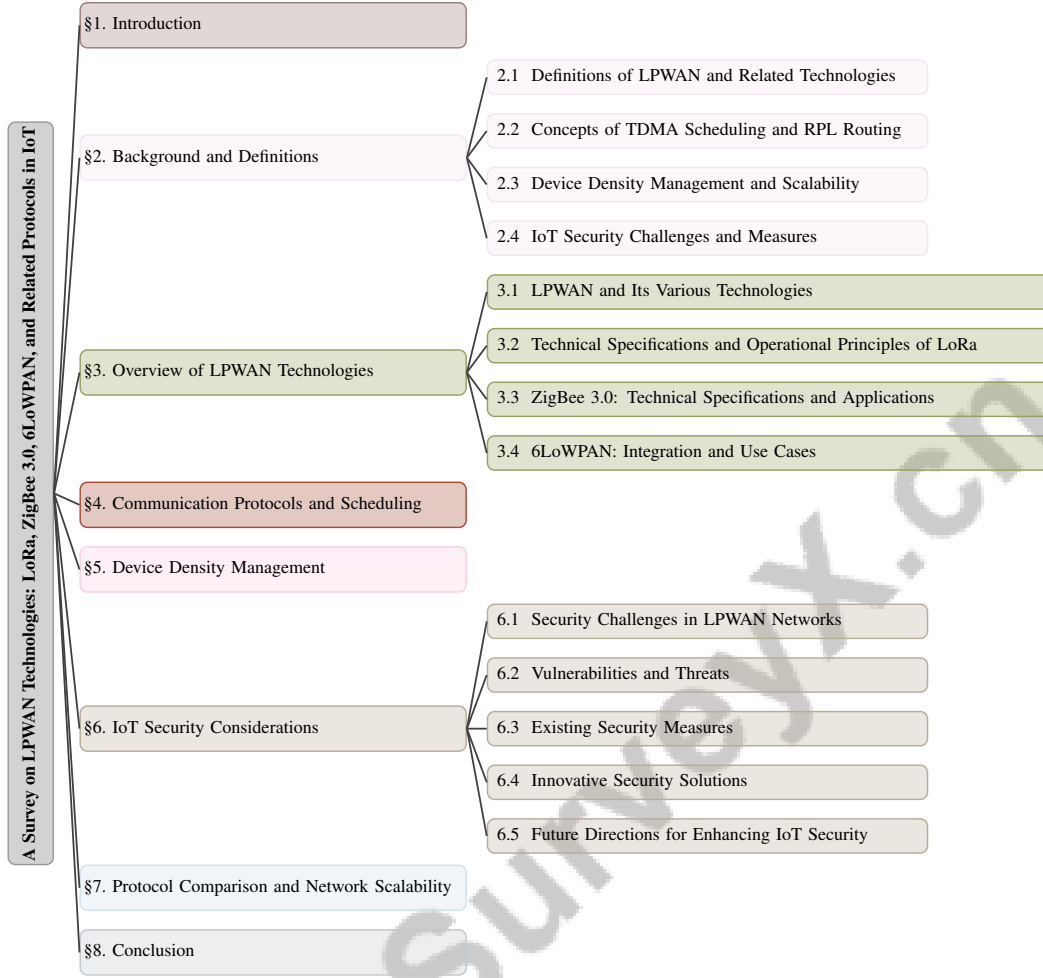 A Survey on LPWAN Technologies: LoRa, ZigBee 3.0, 6LoWPAN, and Related Protocols in IoT
§1. Introduction
§2. Background and Definitions
2.1 Definitions of LPWAN and Related Technologies
2.2 Concepts of TDMA Scheduling and RPL Routing
2.3 Device Density Management and Scalability
2.4 IoT Security Challenges and Measures
§3. Overview of LPWAN Technologies
3.1 LPWAN and Its Various Technologies
3.2 Technical Specifications and Operational Principles of LoRa
3.3 ZigBee 3.0: Technical Specifications and Applications
3.4 6LoWPAN: Integration and Use Cases
§4. Communication Protocols and Scheduling
§5. Device Density Management
§6. IoT Security Considerations
6.1 Security Challenges in LPWAN Networks
6.2 Vulnerabilities and Threats
6.3 Existing Security Measures
6.4 Innovative Security Solutions
6.5 Future Directions for Enhancing IoT Security
§7. Protocol Comparison and Network Scalability
§8. Conclusion
Surveyx.cn